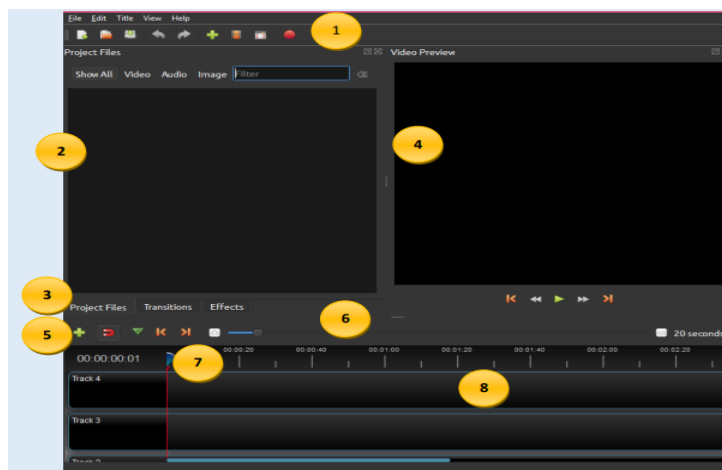 File Edit Title View Help
1
Project Files
Video Preview
Show All Video Audio Image Filter
2
4
3
Project Files Transitions Effects
5
6
20 seconds
00:00:00:01
7
00:00:20 00:00:40 00:01:00 00:01:20 00:01:40 00:02:00 00:02:20
Track 4
8
Track 3